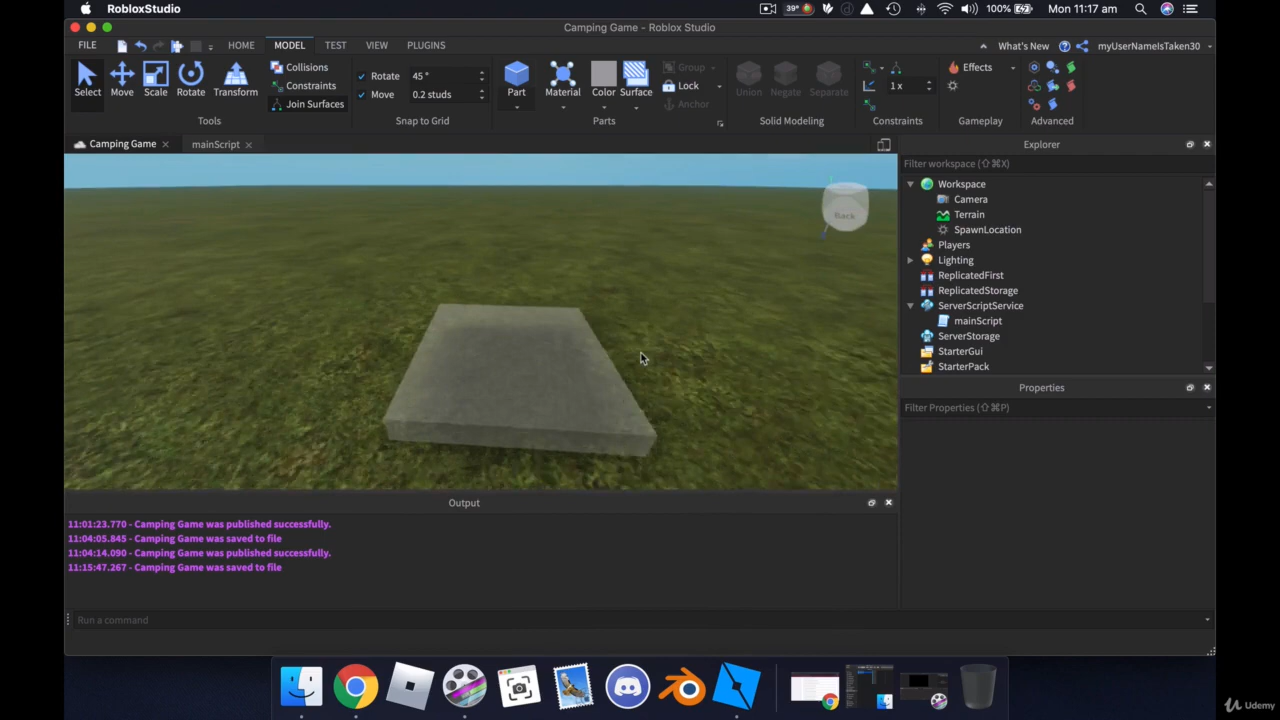 RobloxStudio
39°
100%
Mon 11:17 am
Camping Game - Roblox Studio
FILE
HOME
MODEL
TEST
VIEW
PLUGINS
What's New
myUserNameIsTaken30
Select
Move
Scale
Rotate
Transform
Collisions
Constraints
Join Surfaces
Tools
Rotate
45 °
Move
0.2 studs
Snap to Grid
Part
Material
Color
Surface
Group
Lock
Anchor
Parts
Union
Negate
Separate
Solid Modeling
1 x
Constraints
Effects
Gameplay
Advanced
Camping Game
mainScript
Back
Explorer
Filter workspace (⇧⌘X)
Workspace
Camera
Terrain
SpawnLocation
Players
Lighting
ReplicatedFirst
ReplicatedStorage
ServerScriptService
mainScript
ServerStorage
StarterGui
StarterPack
Properties
Filter Properties (⇧⌘P)
Output
11:01:23.770 - Camping Game was published successfully.
11:04:05.845 - Camping Game was saved to file
11:04:14.090 - Camping Game was published successfully.
11:15:47.267 - Camping Game was saved to file
Run a command
Udemy